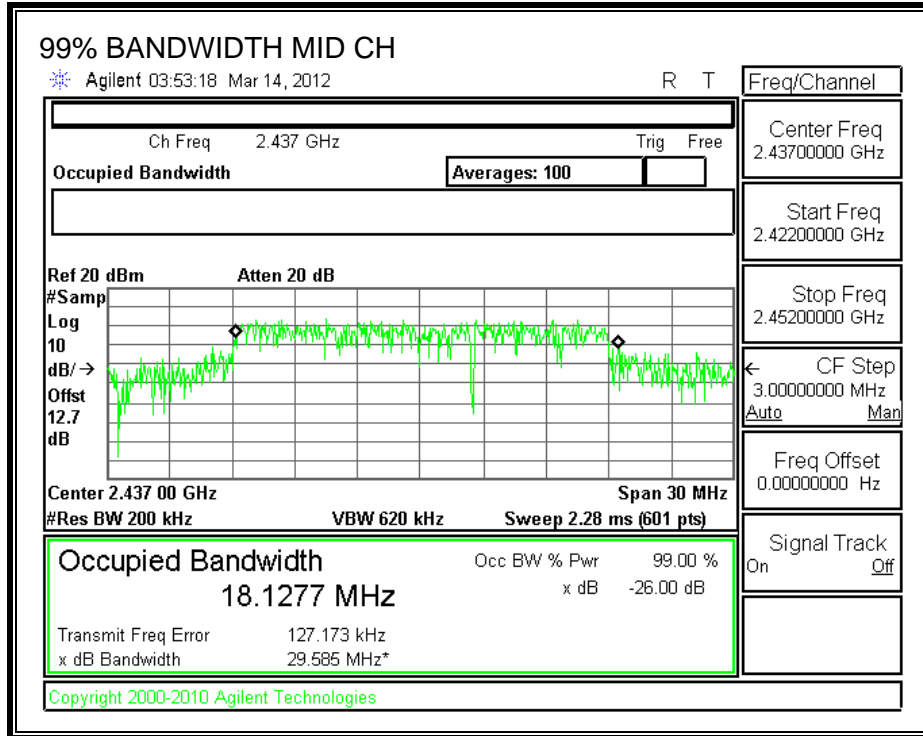 99% BANDWIDTH MID CH
Agilent 03:53:18 Mar 14, 2012 R T
Freq/Channel
Ch Freq 2.437 GHz Trig Free
Occupied Bandwidth Averages: 100
Center Freq
2.43700000 GHz
Start Freq
2.42200000 GHz
Stop Freq
2.45200000 GHz
CF Step
3.00000000 MHz
Auto Man
Freq Offset
0.00000000 Hz
Signal Track
On Off
Ref 20 dBm Atten 20 dB
#Samp
Log
10
dB/
Offst
12.7
dB
Center 2.437 00 GHz Span 30 MHz
#Res BW 200 kHz VBW 620 kHz Sweep 2.28 ms (601 pts)
Occupied Bandwidth Occ BW % Pwr 99.00 %
18.1277 MHz x dB -26.00 dB
Transmit Freq Error 127.173 kHz
x dB Bandwidth 29.585 MHz*
Copyright 2000-2010 Agilent Technologies